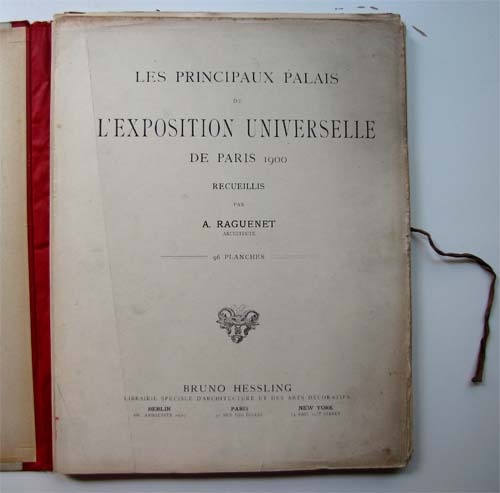 LES PRINCIPAUX PALAIS
DE
L'EXPOSITION UNIVERSELLE
DE PARIS 1900
RECUEILLIS
PAR
A. RAGUENET
ARCHITECTE
96 PLANCHES
BRUNO HESSLING
LIBRAIRIE SPÉCIALE D'ARCHITECTURE ET DES ARTS DÉCORATIFS
BERLIN PARIS NEW YORK
STREET